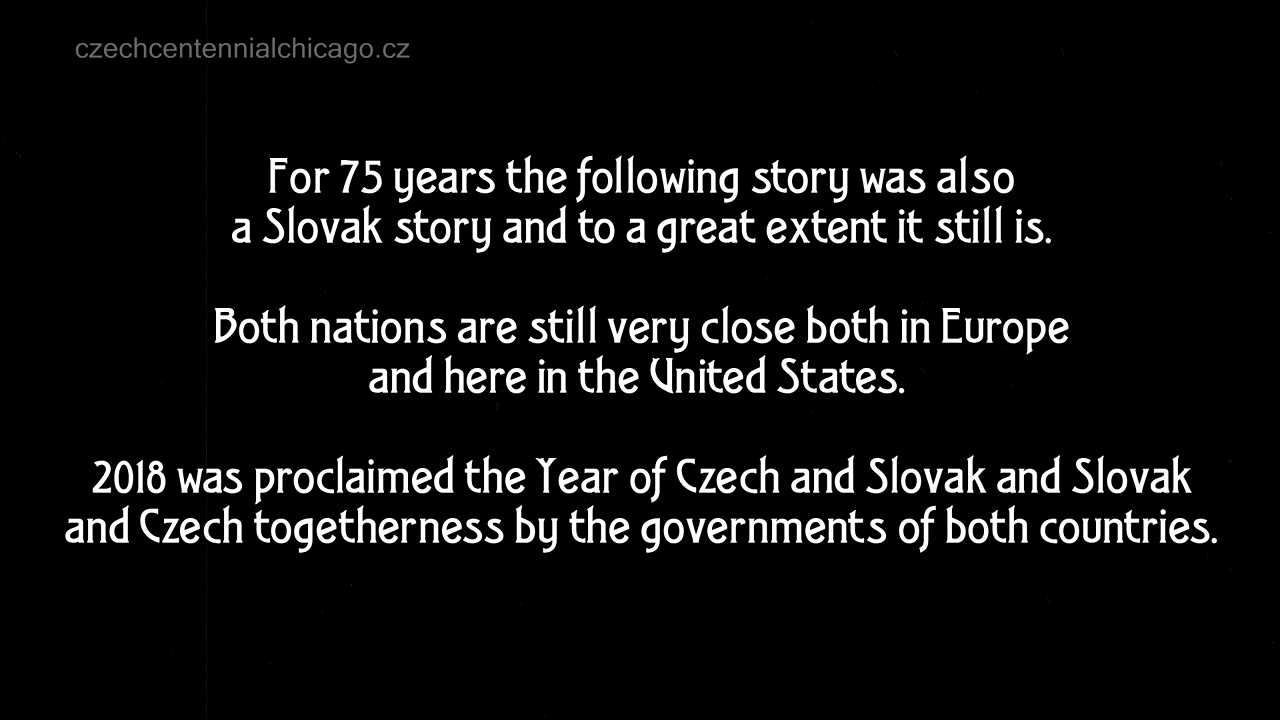 czechcentennialchicago.cz
For 75 years the following story was also
a Slovak story and to a great extent it still is.
Both nations are still very close both in Europe
and here in the United States.
2018 was proclaimed the Year of Czech and Slovak and Slovak
and Czech togetherness by the governments of both countries.